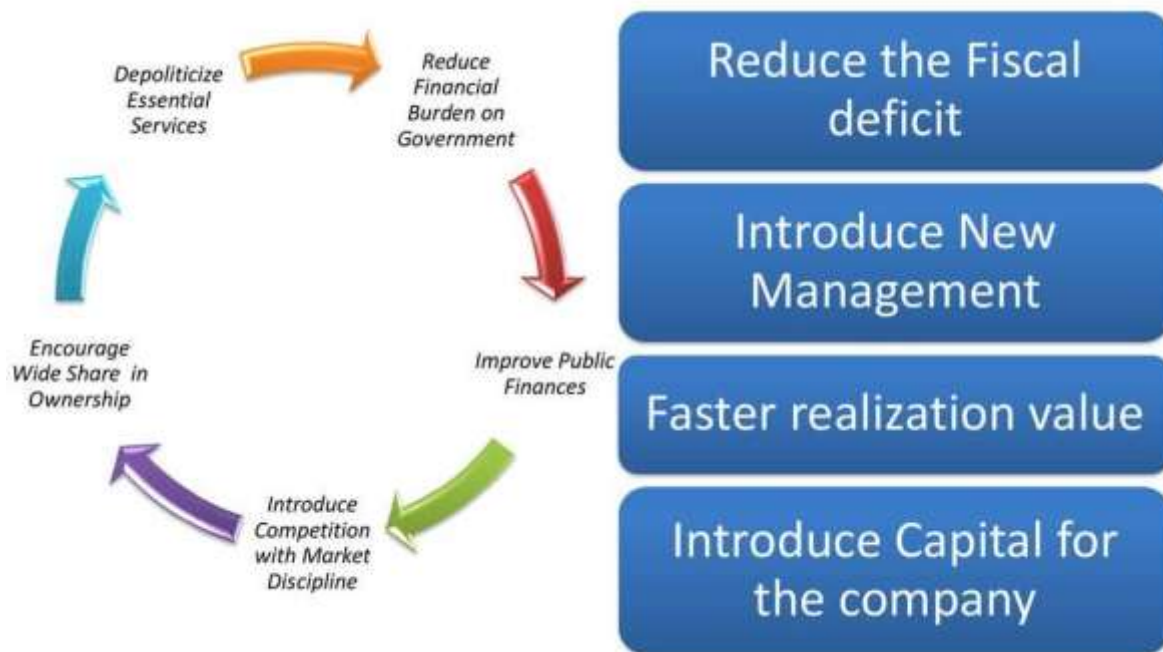 Depoliticize
Essential
Services
Reduce
Financial
Burden on
Government
Improve Public
Finances
Introduce
Competition
with Market
Discipline
Encourage
Wide Share in
Ownership
Reduce the Fiscal
deficit
Introduce New
Management
Faster realization value
Introduce Capital for
the company